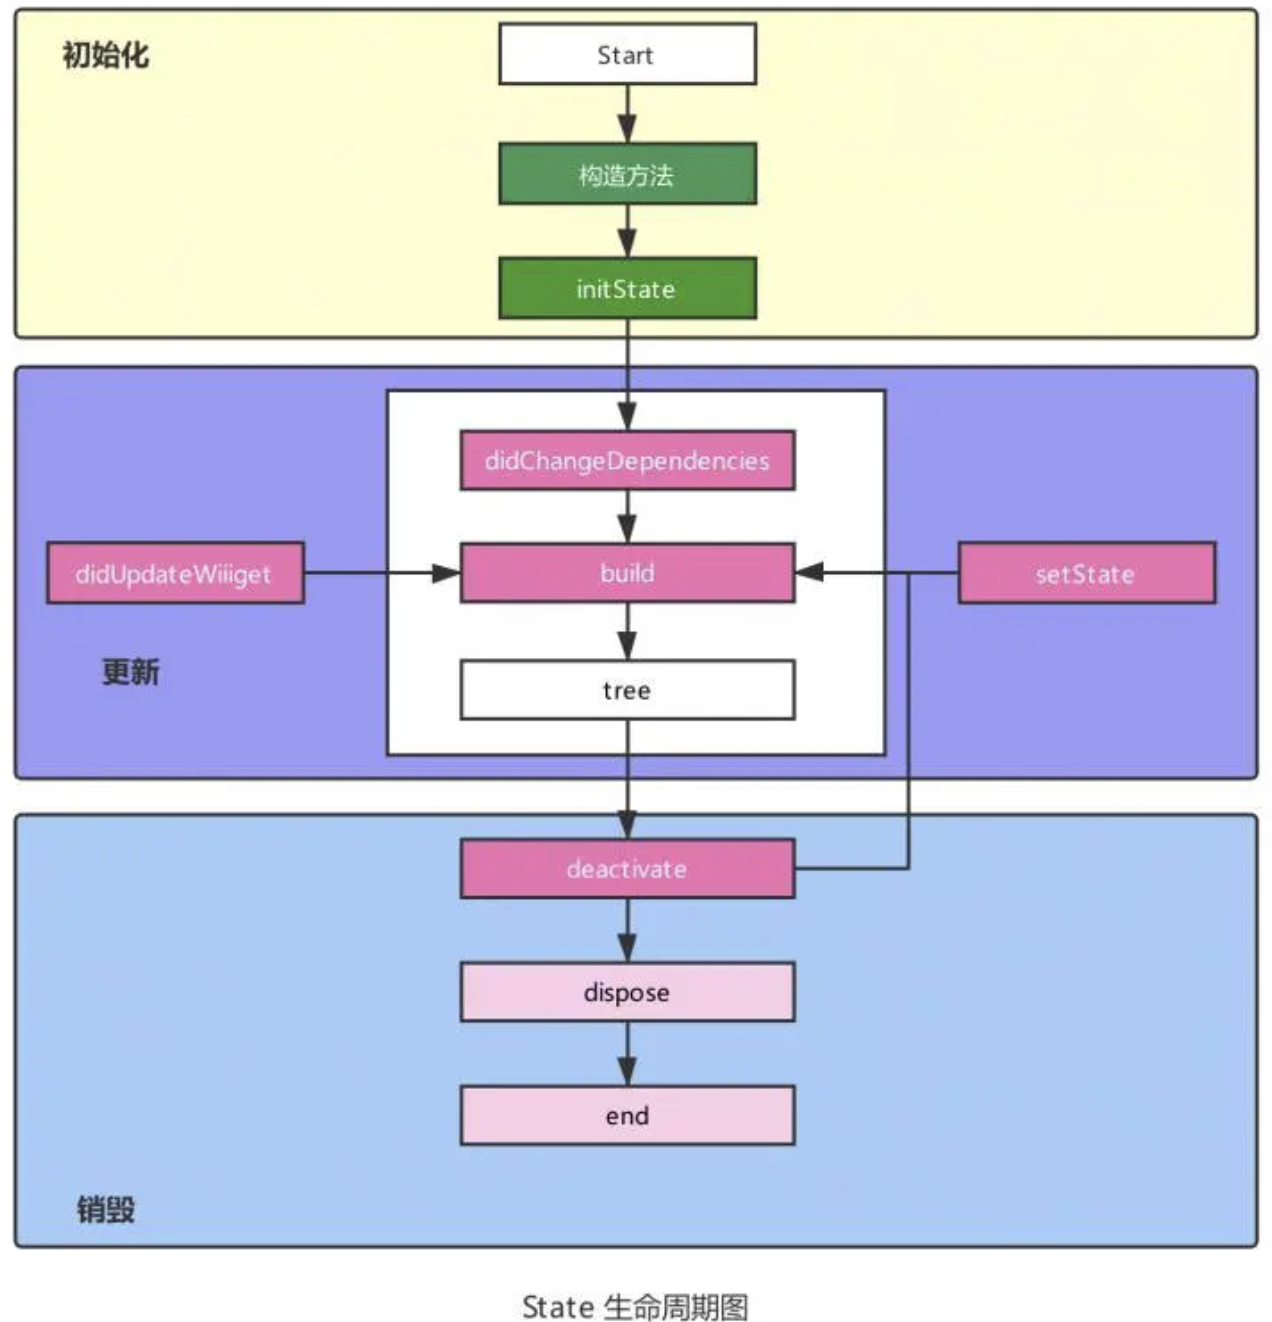 初始化
Start
构造方法
initState
didChangeDependencies
didUpdateWiiiget
build
setState
更新
tree
deactivate
dispose
end
销毁
State 生命周期图